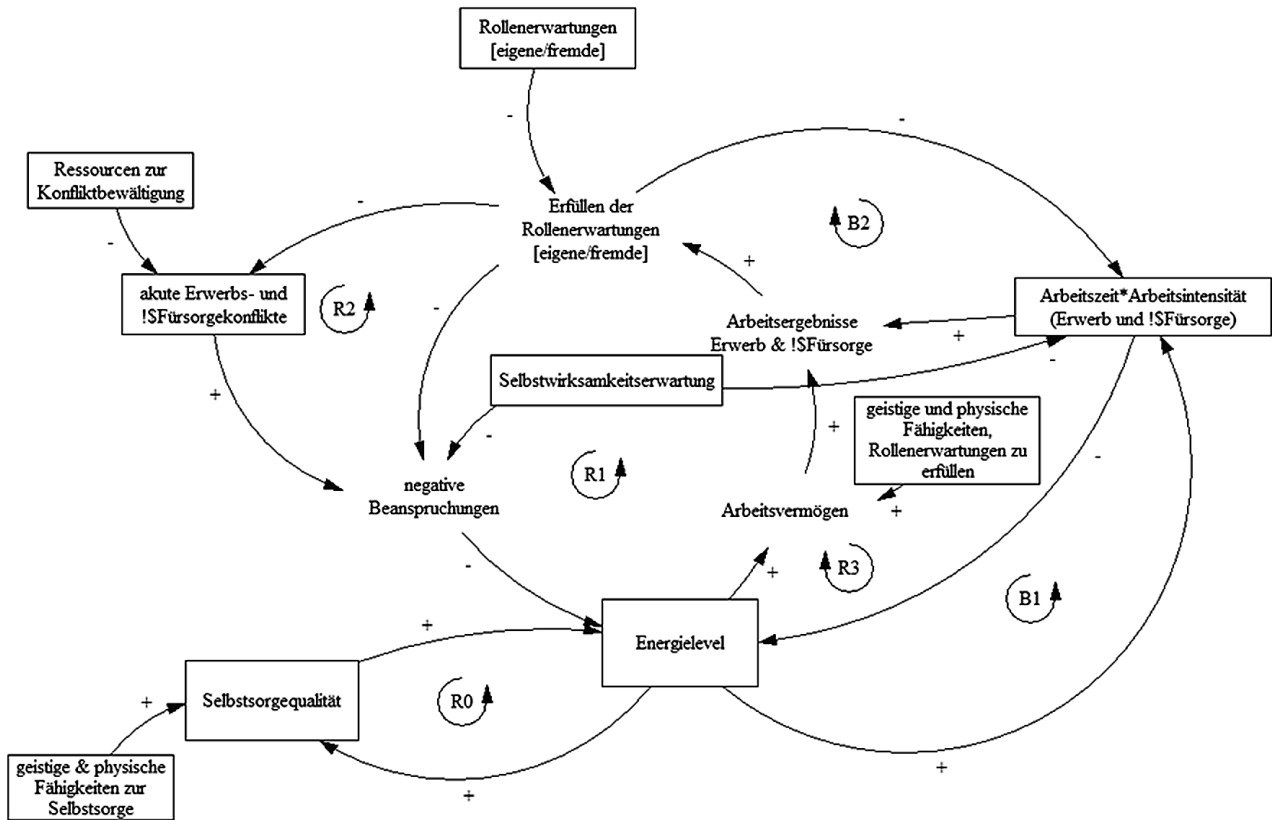 Rollenerwartungen
[eigene/fremde]
-
-
Ressourcen zur
Konfliktbewältigung
-
-
Erfüllen der
Rollenerwartungen
[eigene/fremde]
B2
+
akute Erwerbs- und
!$Fürsorgekonflikte
R2
-
Arbeitszeit*Arbeitsintensität
(Erwerb und !$Fürsorge)
Arbeitsergebnisse
Erwerb & !$Fürsorge
+
-
+
Selbstwirksamkeitserwartung
-
geistige und physische
Fähigkeiten,
Rollenerwartungen zu
erfüllen
+
-
R1
negative
Beanspruchungen
Arbeitsvermögen
+
-
+
R3
B1
+
Energielevel
Selbstsorgequalität
R0
+
geistige & physische
Fähigkeiten zur
Selbstsorge
+
+